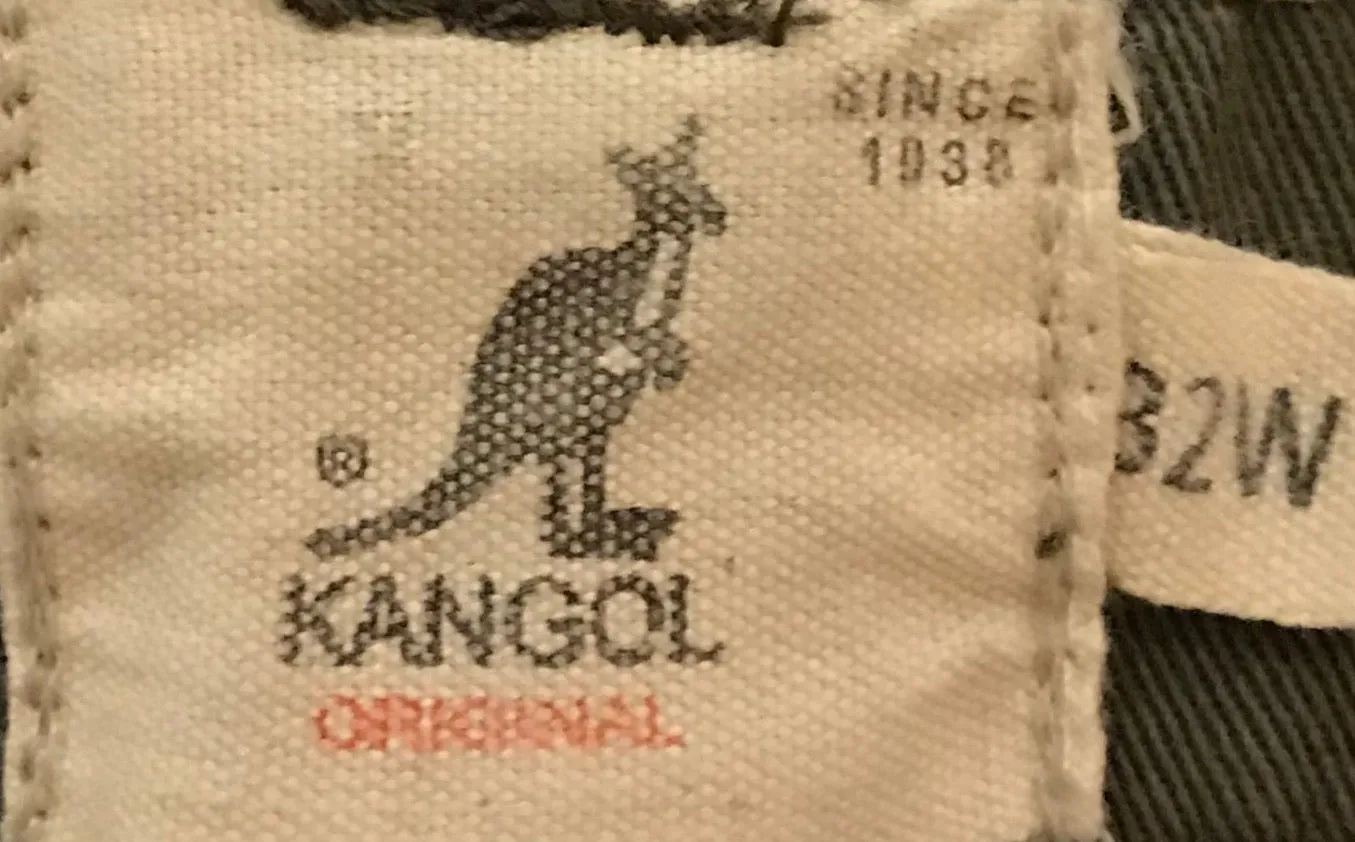 SINCE
1938
®
32W
KANGOL
ORIGINAL